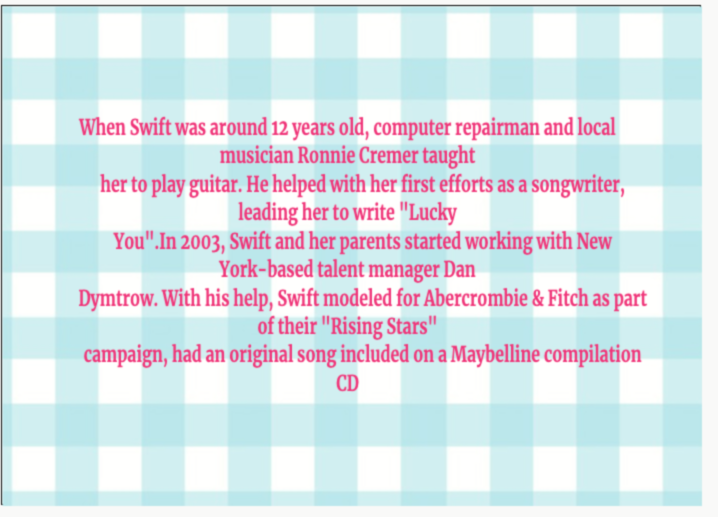 When Swift was around 12 years old, computer repairman and local
musician Ronnie Cremer taught
her to play guitar. He helped with her first efforts as a songwriter,
leading her to write "Lucky
You".In 2003, Swift and her parents started working with New
York-based talent manager Dan
Dymtrow. With his help, Swift modeled for Abercrombie & Fitch as part
of their "Rising Stars"
campaign, had an original song included on a Maybelline compilation
CD